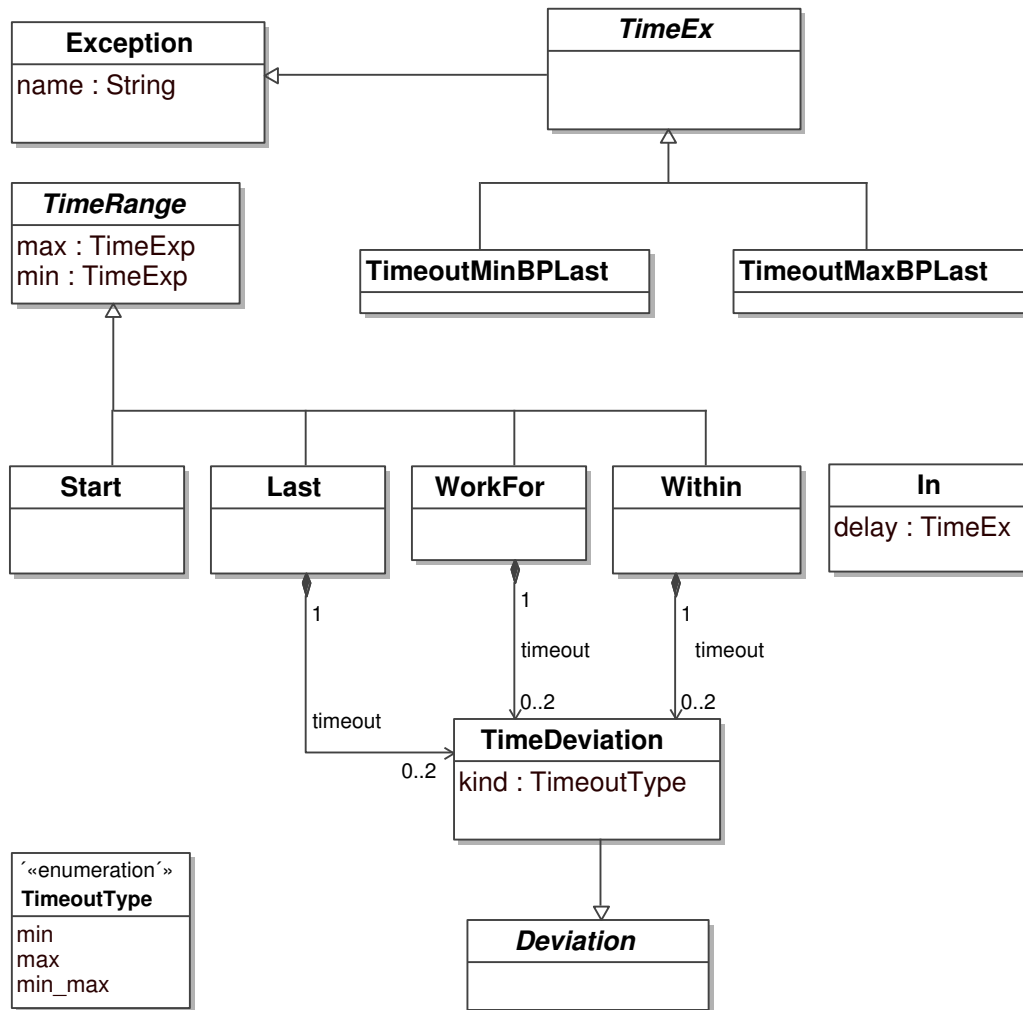 Exception
name : String
TimeEx
TimeRange
max : TimeExp
min : TimeExp
TimeoutMinBPLast
TimeoutMaxBPLast
Start
Last
WorkFor
Within
In
delay : TimeEx
1
1
1
timeout
timeout
timeout
0..2
0..2
0..2
TimeDeviation
kind : TimeoutType
´«enumeration´»
TimeoutType
min
max
min_max
Deviation